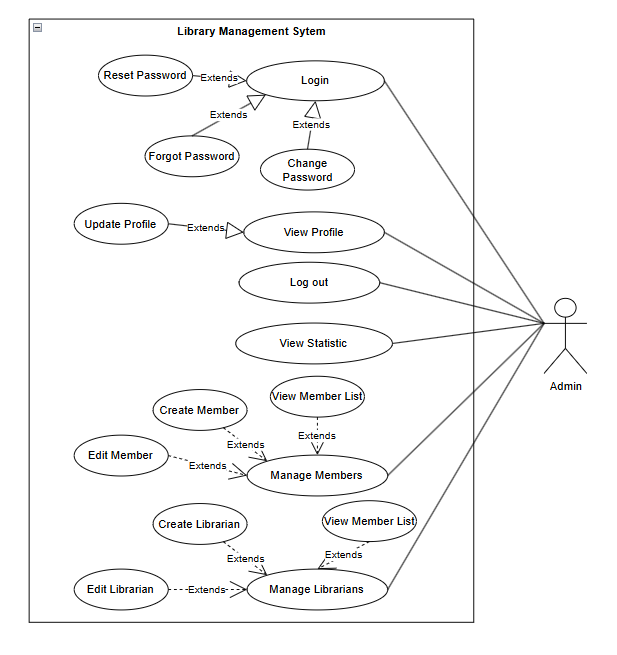 Library Management Sytem
Reset Password
Extends
Login
Extends
Extends
Forgot Password
Change
Password
Update Profile
Extends
View Profile
Log out
View Statistic
Admin
View Member List
Create Member
Extends
Extends
Edit Member
Extends
Manage Members
Create Librarian
View Member List
Extends
Extends
Edit Librarian
Extends
Manage Librarians